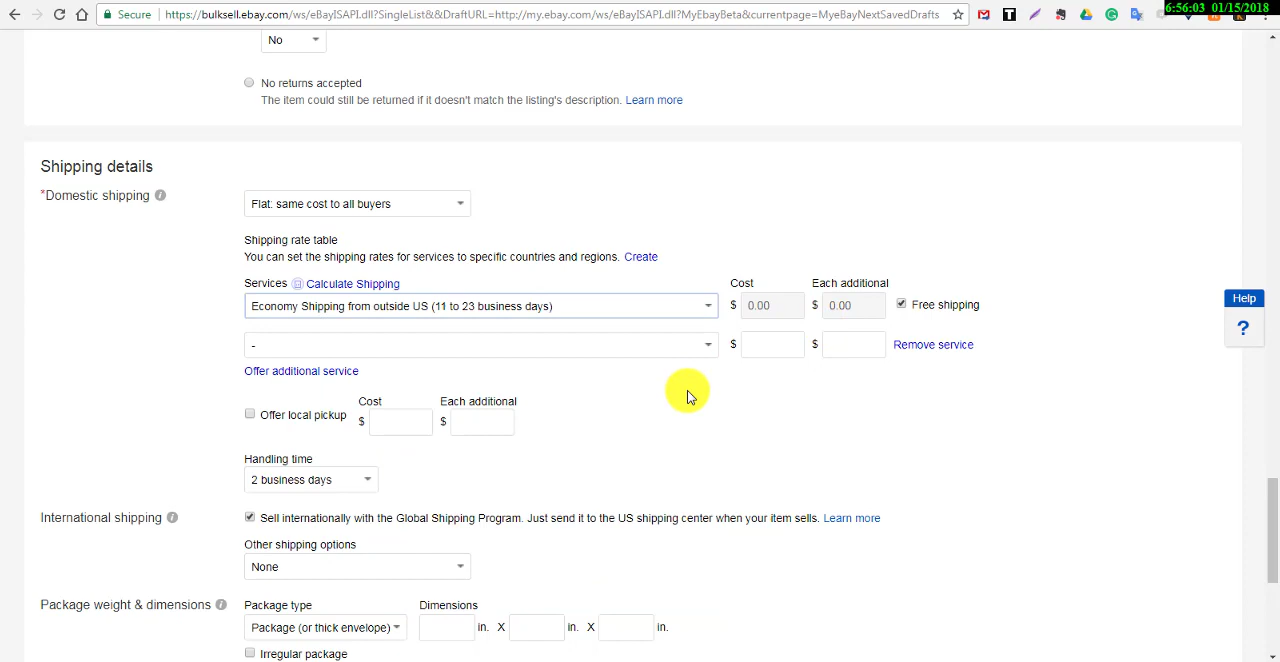 Secure https://bulksell.ebay.com/ws/eBayISAPI.dll?SingleList&&DraftURL=http://my.ebay.com/ws/eBayISAPI.dll?MyEbayBeta&currentpage=MyeBayNextSavedDrafts
6:56:03 01/15/2018
No
No returns accepted
The item could still be returned if it doesn't match the listing's description. Learn more
Shipping details
*Domestic shipping
Flat: same cost to all buyers
Shipping rate table
You can set the shipping rates for services to specific countries and regions. Create
Services Calculate Shipping Cost Each additional
Economy Shipping from outside US (11 to 23 business days) $ 0.00 $ 0.00 Free shipping
Help
?
- $ $ Remove service
Offer additional service
Cost Each additional
Offer local pickup $ $
Handling time
2 business days
International shipping Sell internationally with the Global Shipping Program. Just send it to the US shipping center when your item sells. Learn more
Other shipping options
None
Package weight & dimensions Package type Dimensions
Package (or thick envelope) in. X in. X in.
Irregular package